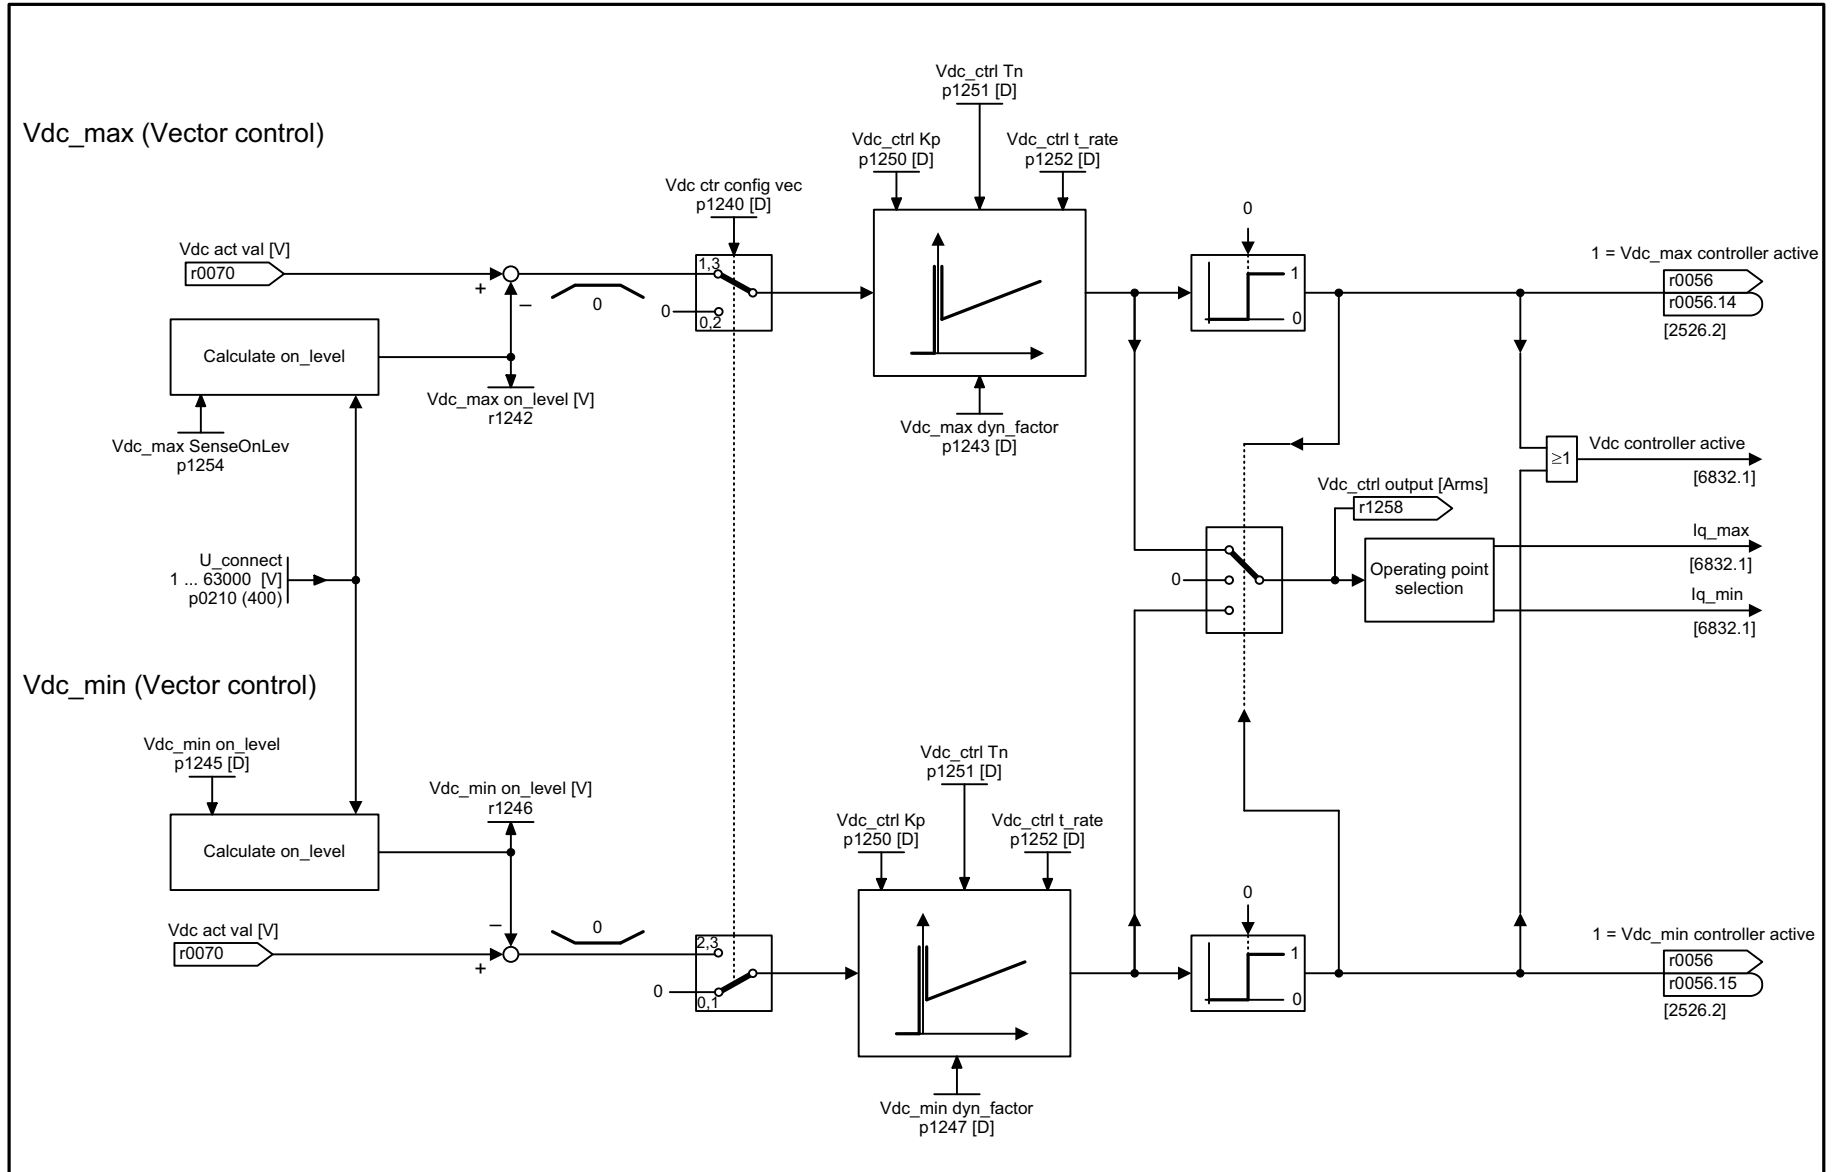 Vdc_max (Vector control)
Vdc_ctrl Tn
p1251 [D]
Vdc_ctrl Kp
p1250 [D]
Vdc_ctrl t_rate
p1252 [D]
Vdc ctr config vec
p1240 [D]
Vdc act val [V]
r0070
+
–
0
1,3
0
0,2
0
1
0
1 = Vdc_max controller active
r0056
r0056.14
[2526.2]
Calculate on_level
Vdc_max on_level [V]
r1242
Vdc_max SenseOnLev
p1254
Vdc_max dyn_factor
p1243 [D]
≥1
Vdc controller active
[6832.1]
Vdc_ctrl output [Arms]
r1258
U_connect
1 ... 63000 [V]
p0210 (400)
0
Operating point
selection
Iq_max
[6832.1]
Iq_min
[6832.1]
Vdc_min (Vector control)
Vdc_min on_level
p1245 [D]
Vdc_min on_level [V]
r1246
Vdc_ctrl Tn
p1251 [D]
Vdc_ctrl Kp
p1250 [D]
Vdc_ctrl t_rate
p1252 [D]
Calculate on_level
Vdc act val [V]
r0070
–
+
0
2,3
0
0,1
0
1
0
1 = Vdc_min controller active
r0056
r0056.15
[2526.2]
Vdc_min dyn_factor
p1247 [D]